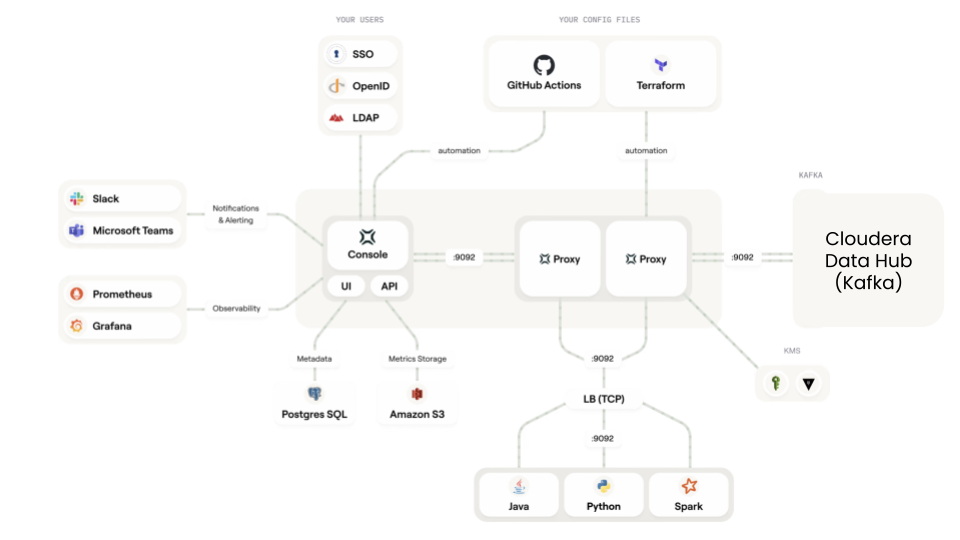 YOUR USERS
YOUR CONFIG FILES
SSO
OpenID
LDAP
GitHub Actions
Terraform
automation
automation
KAFKA
Slack
Microsoft Teams
Notifications
& Alerting
Console
UI
API
:9092
Proxy
Proxy
:9092
Cloudera
Data Hub
(Kafka)
Prometheus
Grafana
Observability
Metadata
Metrics Storage
Postgres SQL
Amazon S3
:9092
KMS
LB (TCP)
:9092
Java
Python
Spark